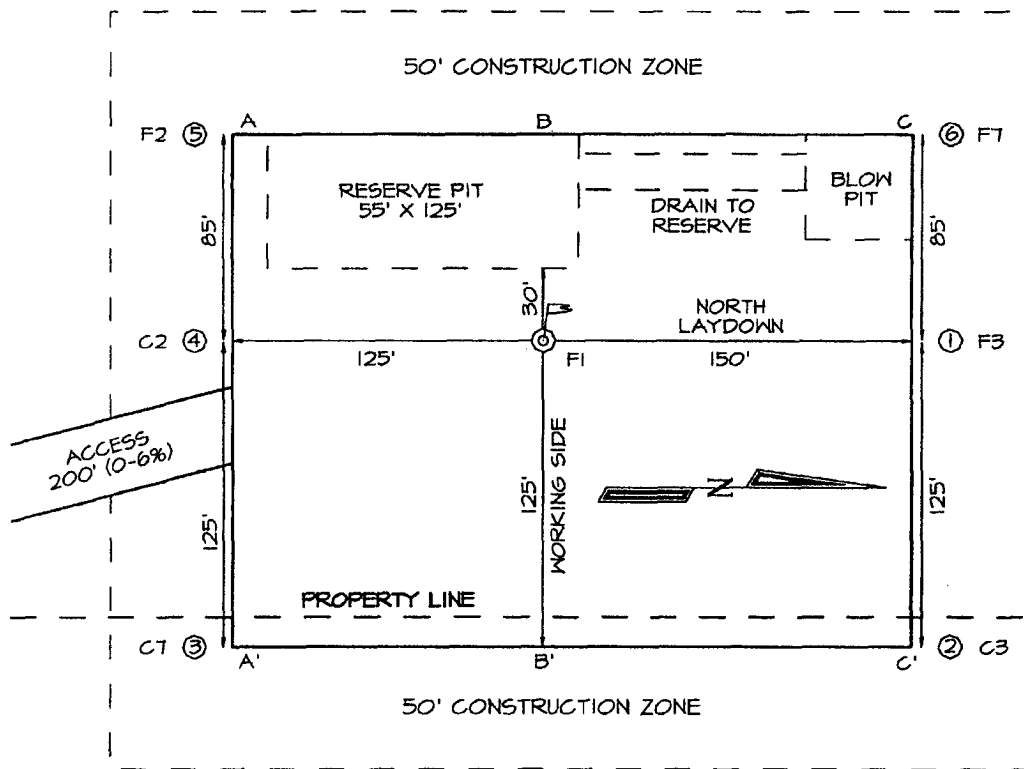 50' CONSTRUCTION ZONE
F2 ⑤ A B C ⑥ F7
RESERVE PIT
55' X 125'
BLOW
PIT
DRAIN TO
RESERVE
85'
85'
30'
NORTH
LAYDOWN
C2 ④ ① F3
125' F1 150'
ACCESS
200' (0-6%)
WORKING SIDE
125'
N
125'
125'
PROPERTY LINE
C7 ③ A' B' C' ② C3
50' CONSTRUCTION ZONE